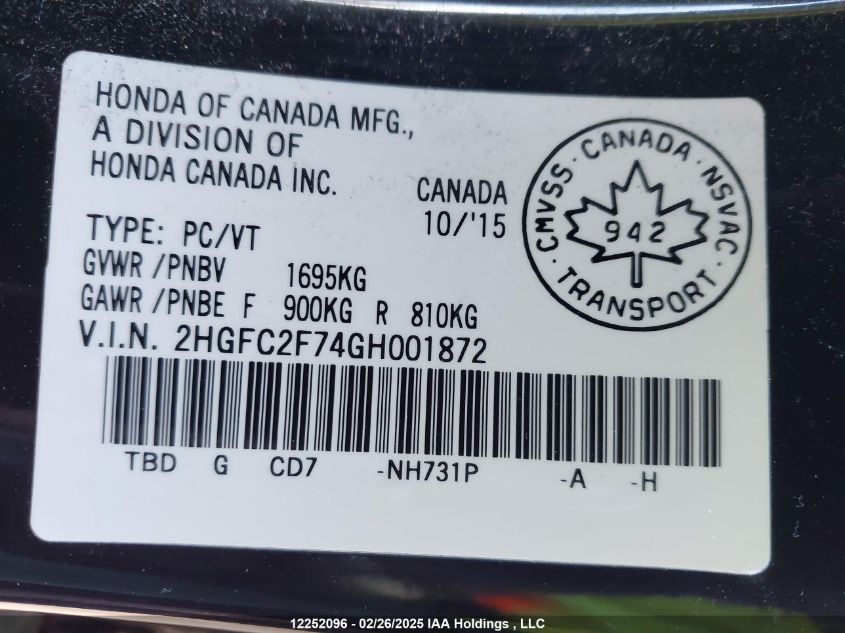 HONDA OF CANADA MFG.,
A DIVISION OF
HONDA CANADA INC.
CANADA
10/'15
TYPE: PC/VT
GVWR /PNBV 1695KG
GAWR /PNBE F 900KG R 810KG
V.I.N. 2HGFC2F74GH001872
CMVSS · CANADA · NSVAC · TRANSPORT ·
942
TBD G CD7 -NH731P -A -H
12252096 - 02/26/2025 IAA Holdings , LLC